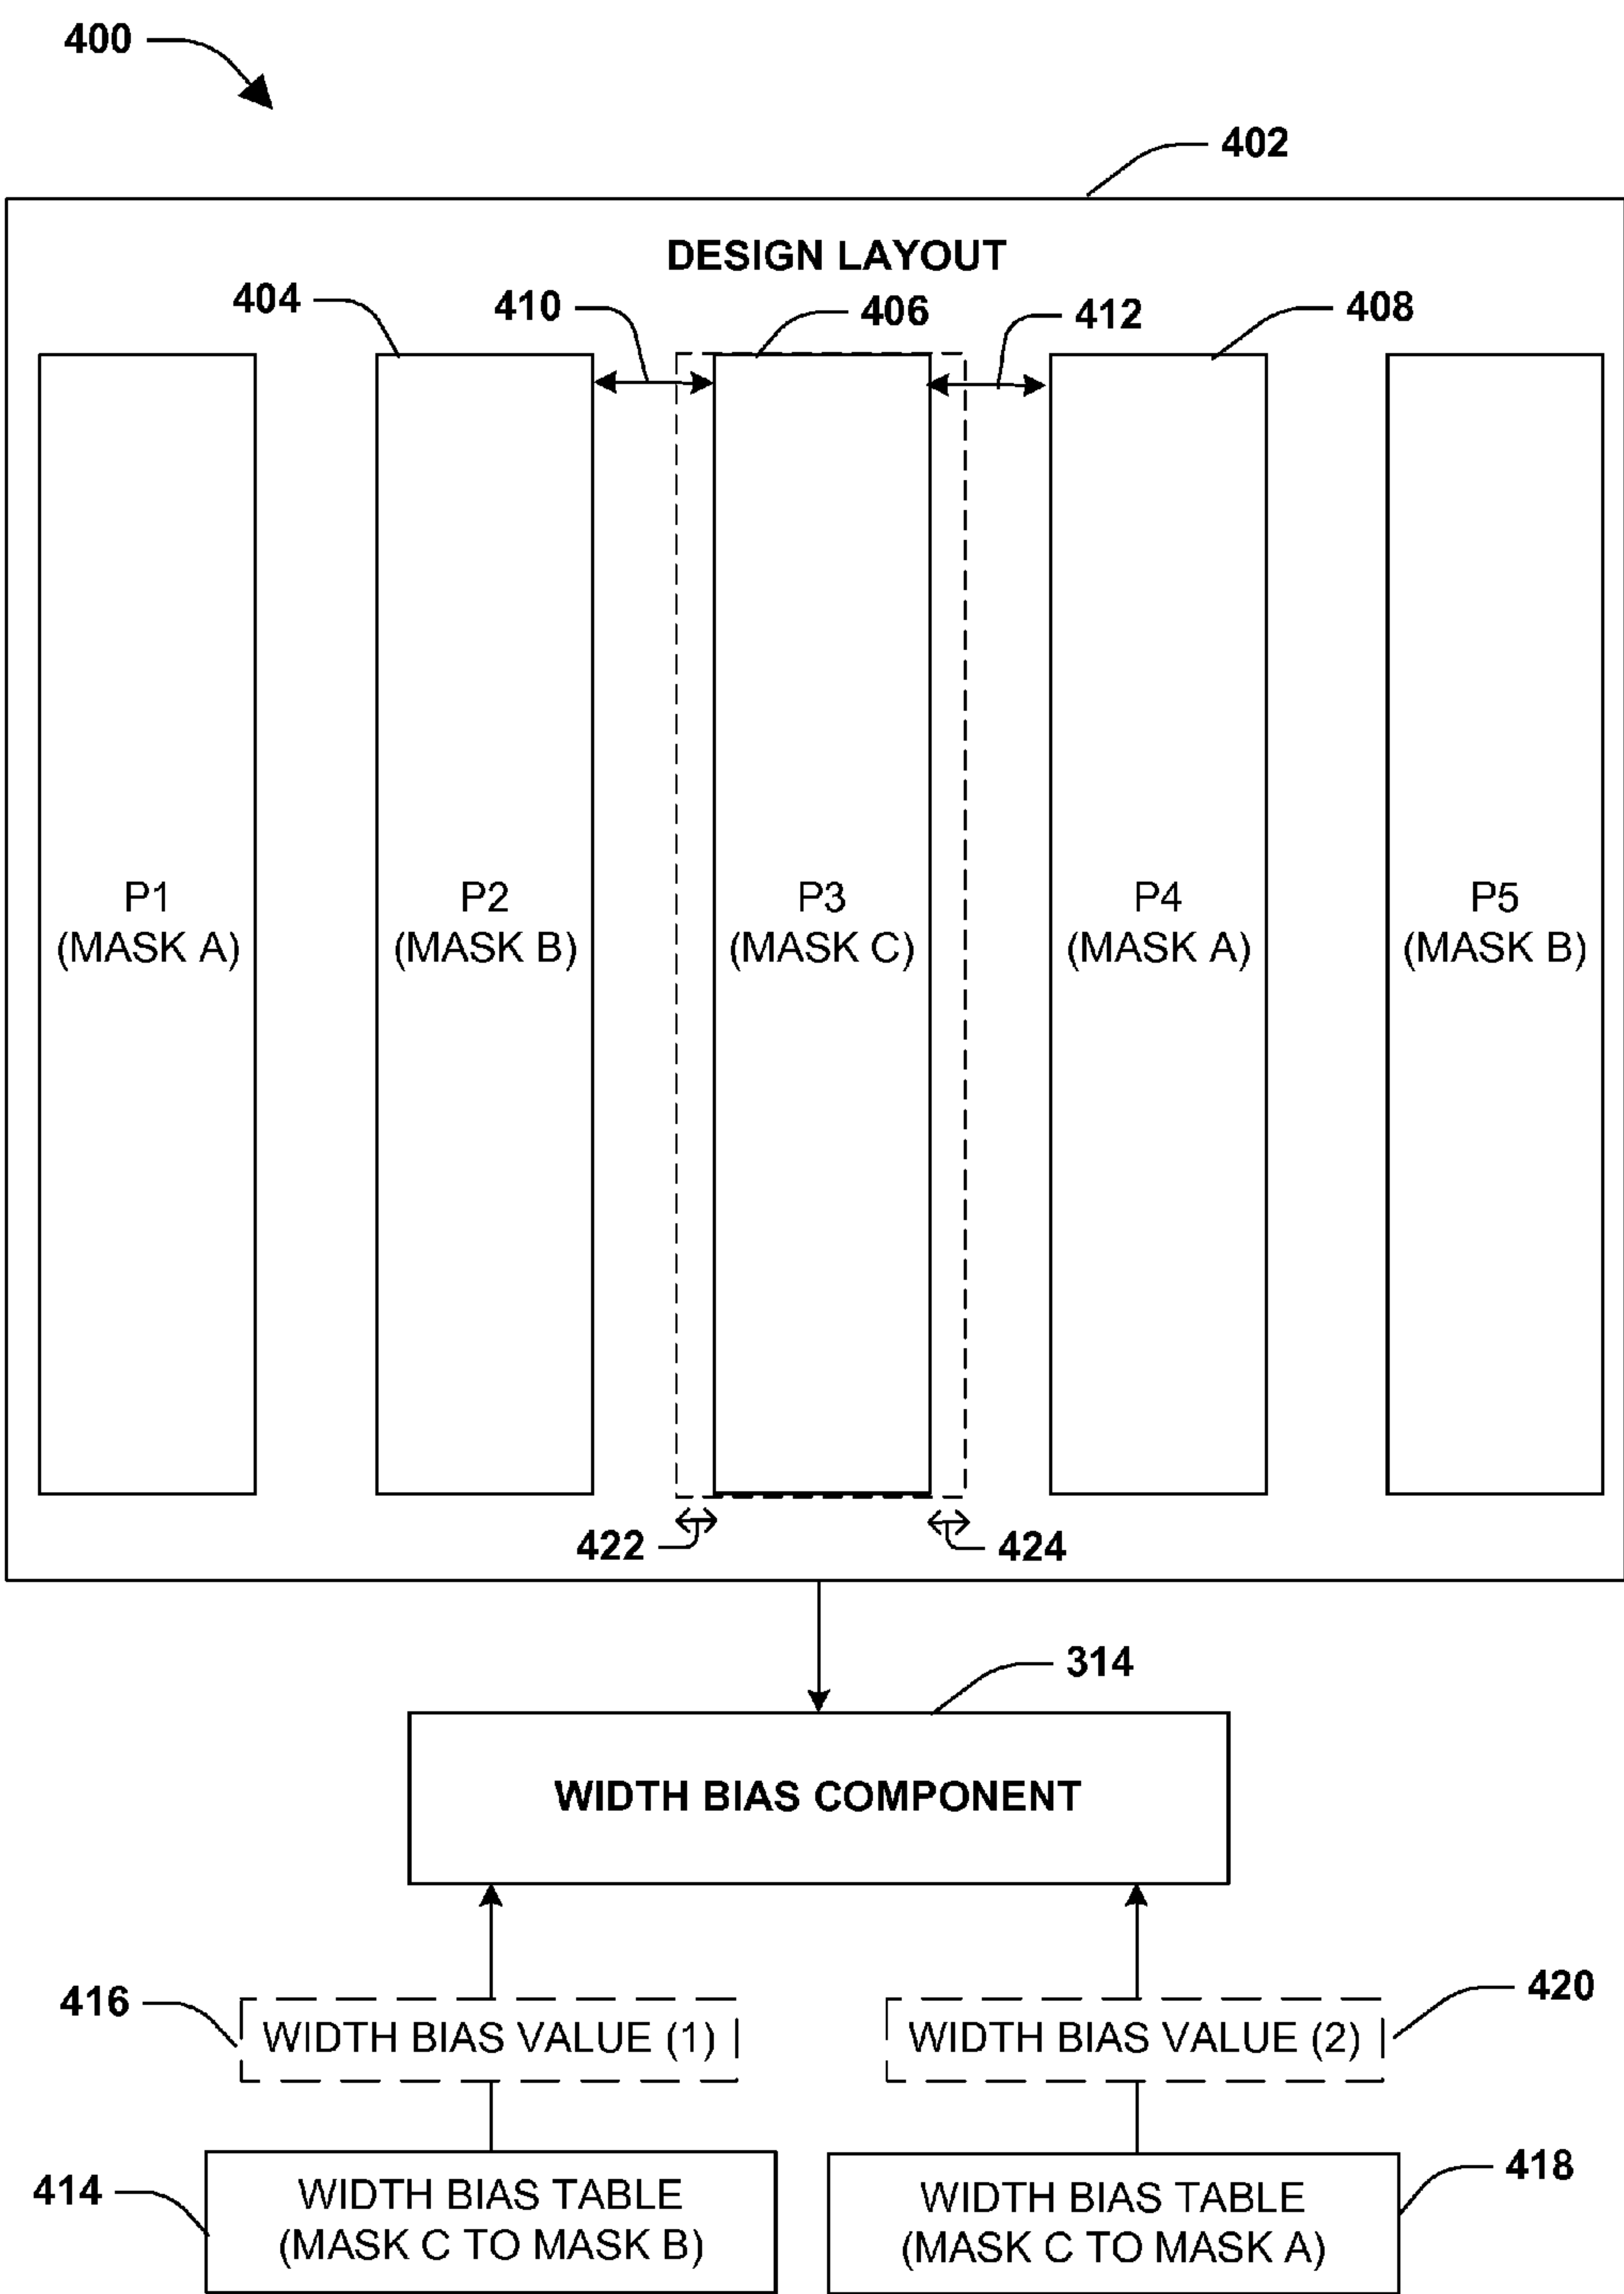 400
402
DESIGN LAYOUT
404
410
406
412
408
P1
(MASK A)
P2
(MASK B)
P3
(MASK C)
P4
(MASK A)
P5
(MASK B)
422
424
314
WIDTH BIAS COMPONENT
416
WIDTH BIAS VALUE (1)
WIDTH BIAS VALUE (2)
420
414
WIDTH BIAS TABLE
(MASK C TO MASK B)
WIDTH BIAS TABLE
(MASK C TO MASK A)
418